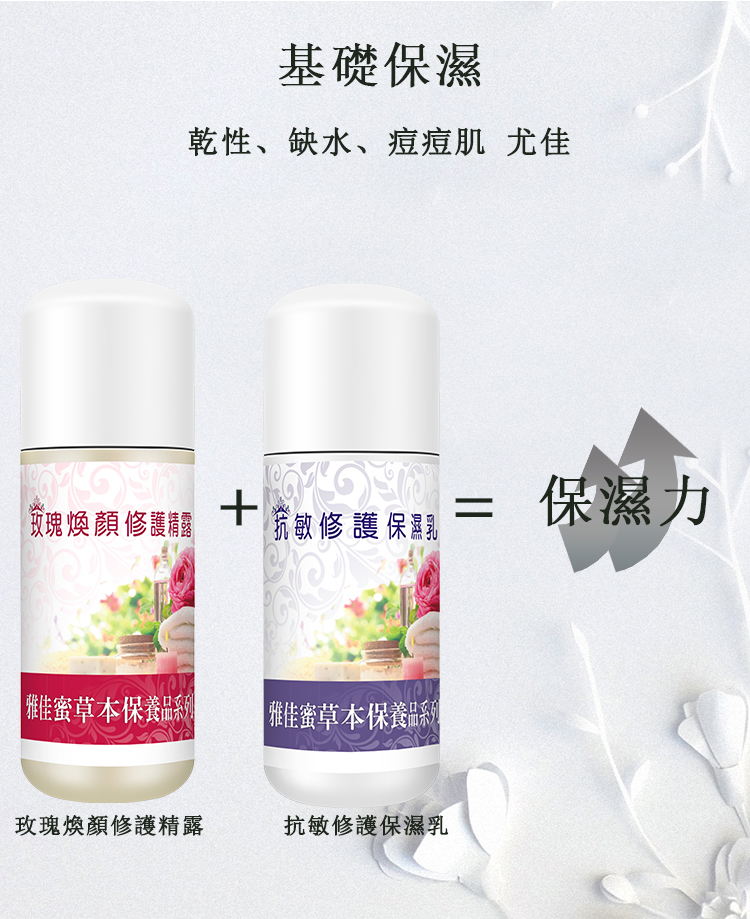 基礎保濕
乾性、缺水、痘痘肌 尤佳
玫瑰煥顏修護精露
+
抗敏修護保濕乳
=
保濕力
雅佳蜜草本保養品系列
雅佳蜜草本保養品系列
玫瑰煥顏修護精露
抗敏修護保濕乳